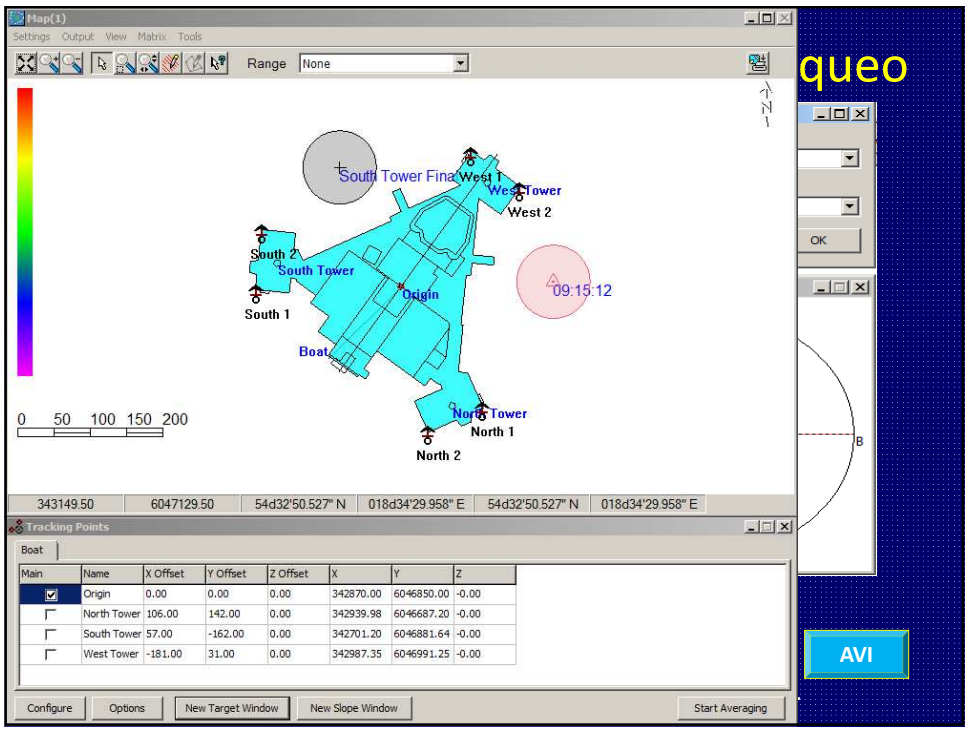 Map(1)
Settings Output View Matrix Tools
queo
Range None
N
South Tower Fina
West 1
West Tower
West 2
South 2
South Tower
OK
Origin
09:15:12
South 1
Boat
0 50 100 150 200
North Tower
North 1
B
North 2
343149.50 6047129.50 54d32'50.527" N 018d34'29.958" E 54d32'50.527" N 018d34'29.958" E
Tracking Points
Boat
Main Name X Offset Y Offset Z Offset X Y Z
Origin 0.00 0.00 0.00 342870.00 6046850.00 -0.00
North Tower 106.00 142.00 0.00 342939.98 6046687.20 -0.00
South Tower 57.00 -162.00 0.00 342701.20 6046881.64 -0.00
West Tower -181.00 31.00 0.00 342987.35 6046991.25 -0.00
AVI
Configure Options New Target Window New Slope Window Start Averaging